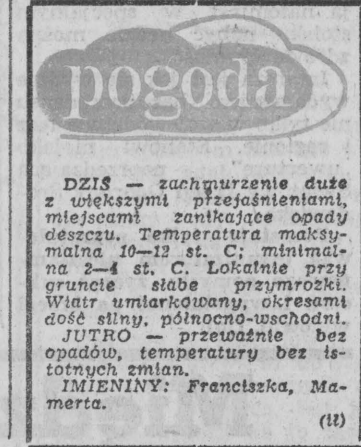 pogoda
DZIŚ — zachmurzenie duże
z większymi przejaśnieniami,
miejscami zanikające opady
deszczu. Temperatura maksy-
malna 10—12 st. C; minimal-
na 2—4 st. C. Lokalnie przy
gruncie słabe przymrozki.
Wiatr umiarkowany, okresami
dość silny, północno-wschodni.
JUTRO — przeważnie bez
opadów, temperatury bez is-
totnych zmian.
IMIENINY: Franciszka, Ma-
merta.
(il)